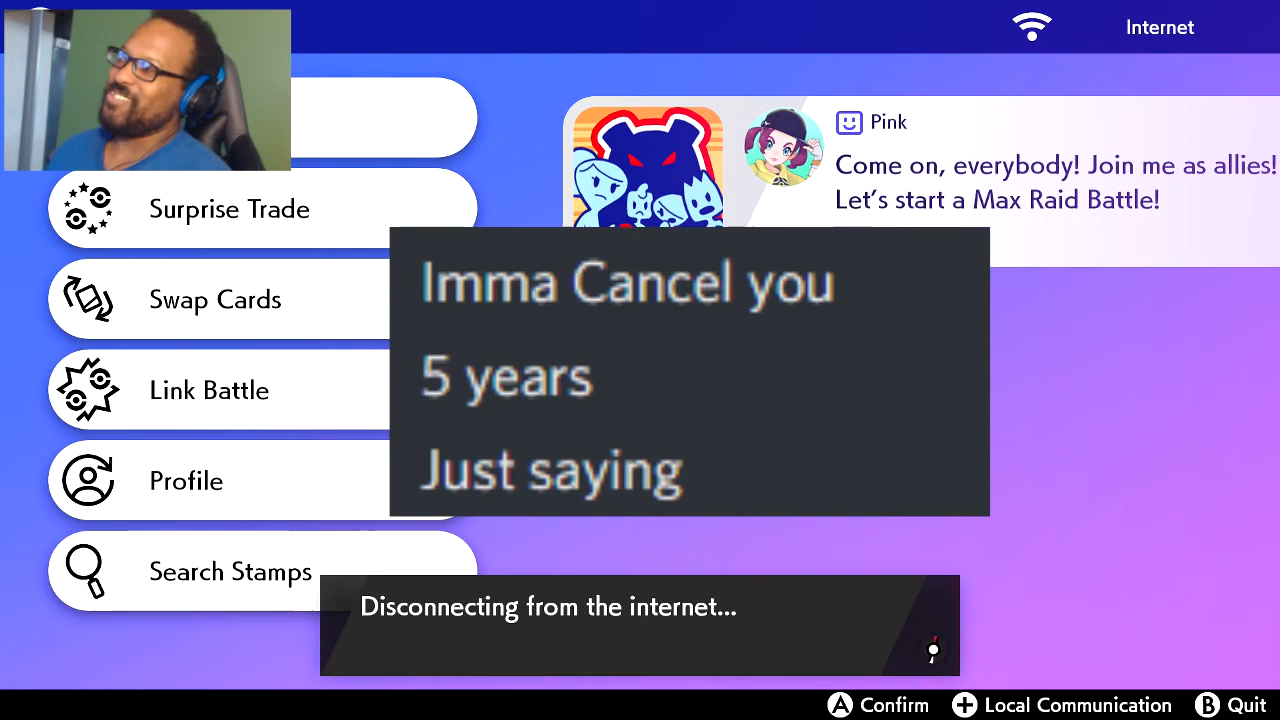 Internet
Pink
Come on, everybody! Join me as allies!
Let's start a Max Raid Battle!
Surprise Trade
Swap Cards
Link Battle
Profile
Search Stamps
Imma Cancel you
5 years
Just saying
Disconnecting from the internet...
A Confirm + Local Communication B Quit